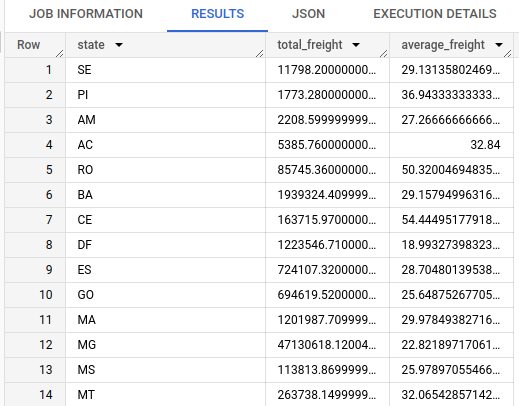 JOB INFORMATION RESULTS JSON EXECUTION DETAILS
Row state total_freight average_freight
1 SE 11798.20000000... 29.13135802469...
2 PI 1773.280000000... 36.94333333333...
3 AM 2208.599999999... 27.26666666666...
4 AC 5385.760000000... 32.84
5 RO 85745.36000000... 50.32004694835...
6 BA 1939324.409999... 29.15794996316...
7 CE 163715.9700000... 54.44495177918...
8 DF 1223546.710000... 18.99327398323...
9 ES 724107.3200000... 28.70480139538...
10 GO 694619.5200000... 25.64875267705...
11 MA 1201987.709999... 29.97849382716...
12 MG 47130618.12004... 22.82189717061...
13 MS 113813.8699999... 25.97897055466...
14 MT 263738.1499999... 32.06542857142...